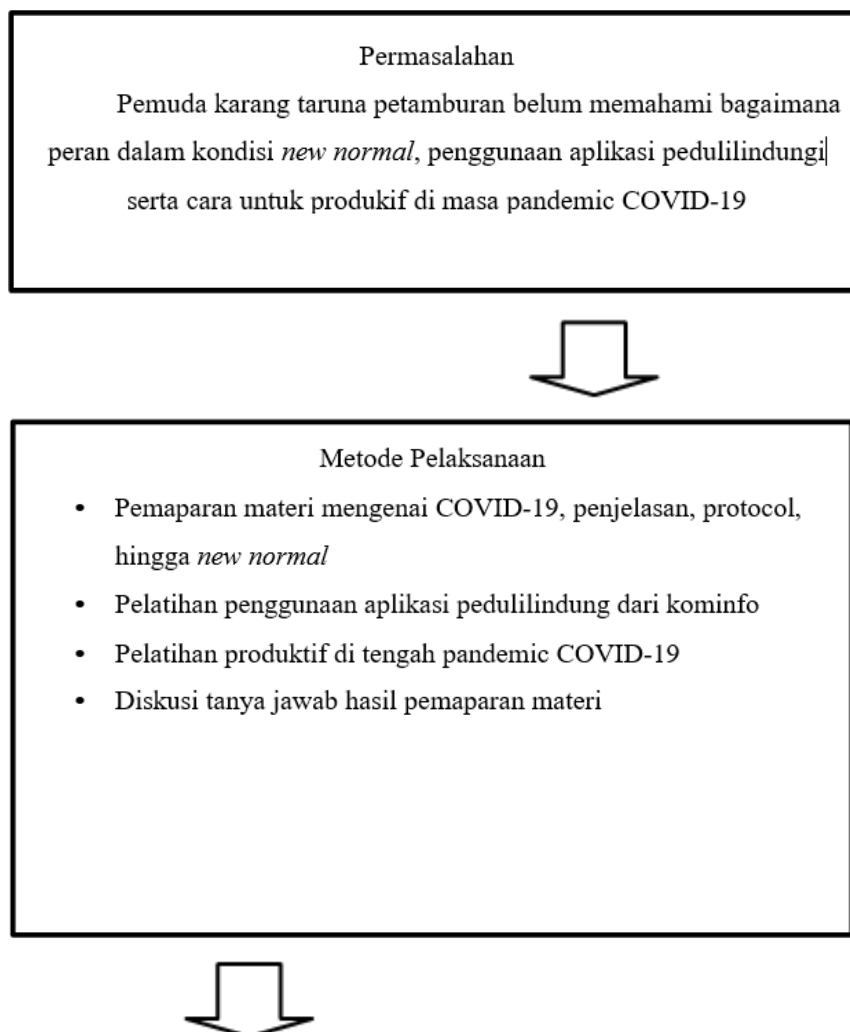 Permasalahan
Pemuda karang taruna petamburan belum memahami bagaimana
peran dalam kondisi new normal, penggunaan aplikasi pedulilindungi
serta cara untuk produkif di masa pandemic COVID-19
Metode Pelaksanaan
• Pemaparan materi mengenai COVID-19, penjelasan, protocol,
hingga new normal
• Pelatihan penggunaan aplikasi pedulilindung dari kominfo
• Pelatihan produktif di tengah pandemic COVID-19
• Diskusi tanya jawab hasil pemaparan materi